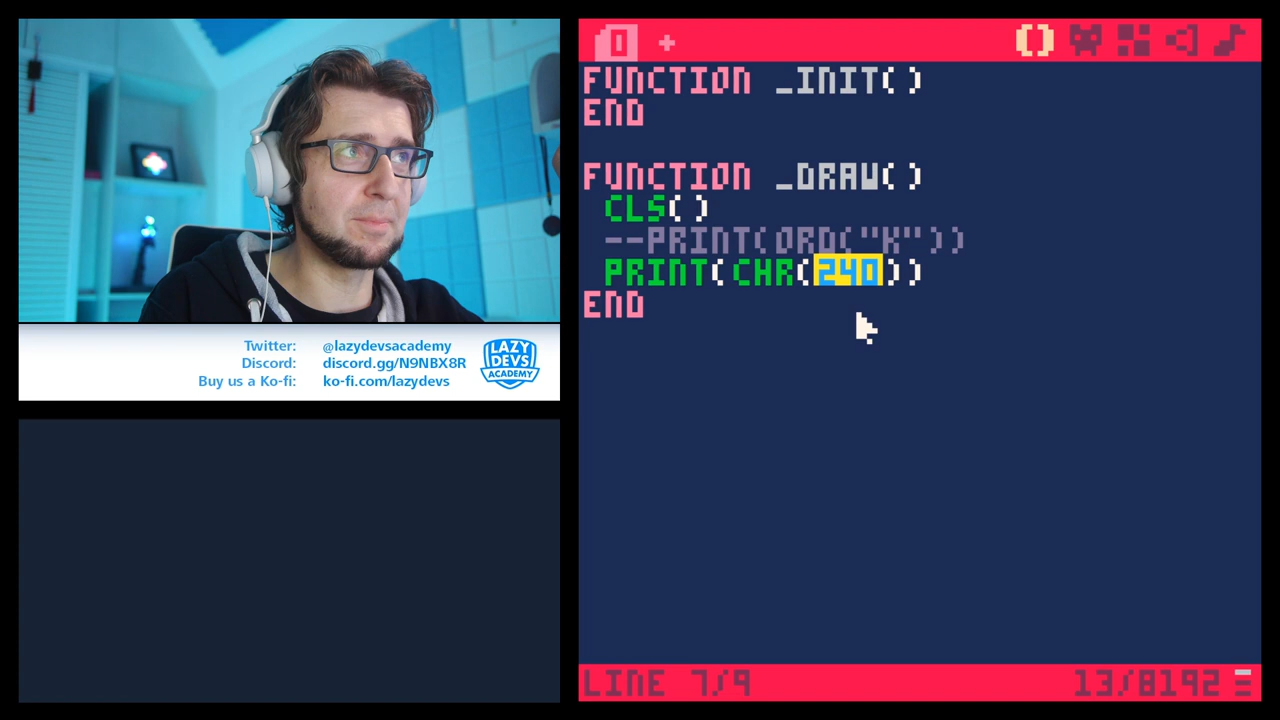 Twitter: @lazydevsacademy
Discord: discord.gg/N9NBX8R
Buy us a Ko-fi: ko-fi.com/lazydevs
LAZY
DEVS
ACADEMY
0 +
FUNCTION _INIT()
END
FUNCTION _DRAW()
CLS()
--PRINT(ORD("K"))
PRINT(CHR(240))
END
LINE 7/9
13/8192